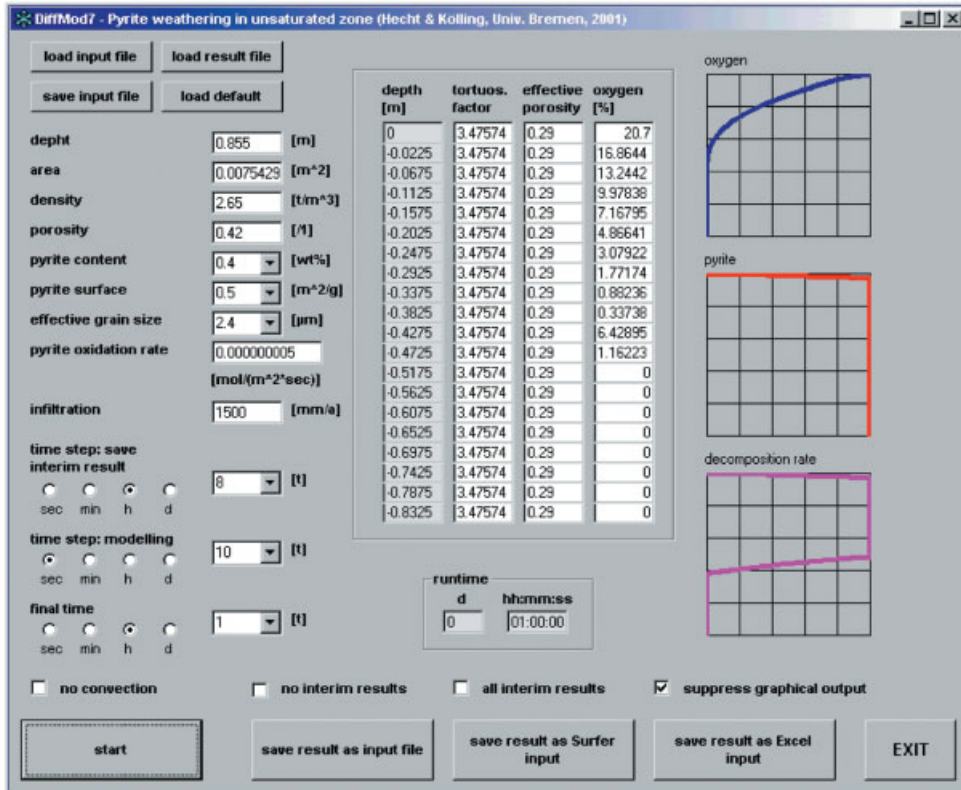 DiffMod7 - Pyrite weathering in unsaturated zone (Hecht & Kölling, Univ. Bremen, 2001)
load input file
load result file
save input file
load default
depht 0.855 [m]
area 0.0075429 [m^2]
density 2.65 [t/m^3]
porosity 0.42 [/1]
pyrite content 0.4 [wt%]
pyrite surface 0.5 [m^2/g]
effective grain size 2.4 [µm]
pyrite oxidation rate 0.000000005
[mol/(m^2*sec)]
infiltration 1500 [mm/a]
time step: save
interim result
8 [t]
sec min h d
time step: modelling
10 [t]
sec min h d
final time
1 [t]
sec min h d
depth tortuos. effective oxygen
[m] factor porosity [%]
0 3.47574 0.29 20.7
-0.0225 3.47574 0.29 16.8644
-0.0675 3.47574 0.29 13.2442
-0.1125 3.47574 0.29 9.97838
-0.1575 3.47574 0.29 7.16795
-0.2025 3.47574 0.29 4.86641
-0.2475 3.47574 0.29 3.07922
-0.2925 3.47574 0.29 1.77174
-0.3375 3.47574 0.29 0.88236
-0.3825 3.47574 0.29 0.33738
-0.4275 3.47574 0.29 6.42895
-0.4725 3.47574 0.29 1.16223
-0.5175 3.47574 0.29 0
-0.5625 3.47574 0.29 0
-0.6075 3.47574 0.29 0
-0.6525 3.47574 0.29 0
-0.6975 3.47574 0.29 0
-0.7425 3.47574 0.29 0
-0.7875 3.47574 0.29 0
-0.8325 3.47574 0.29 0
runtime
d hh:mm:ss
0 01:00:00
oxygen
pyrite
decomposition rate
no convection
no interim results
all interim results
suppress graphical output
start
save result as input file
save result as Surfer
input
save result as Excel
input
EXIT